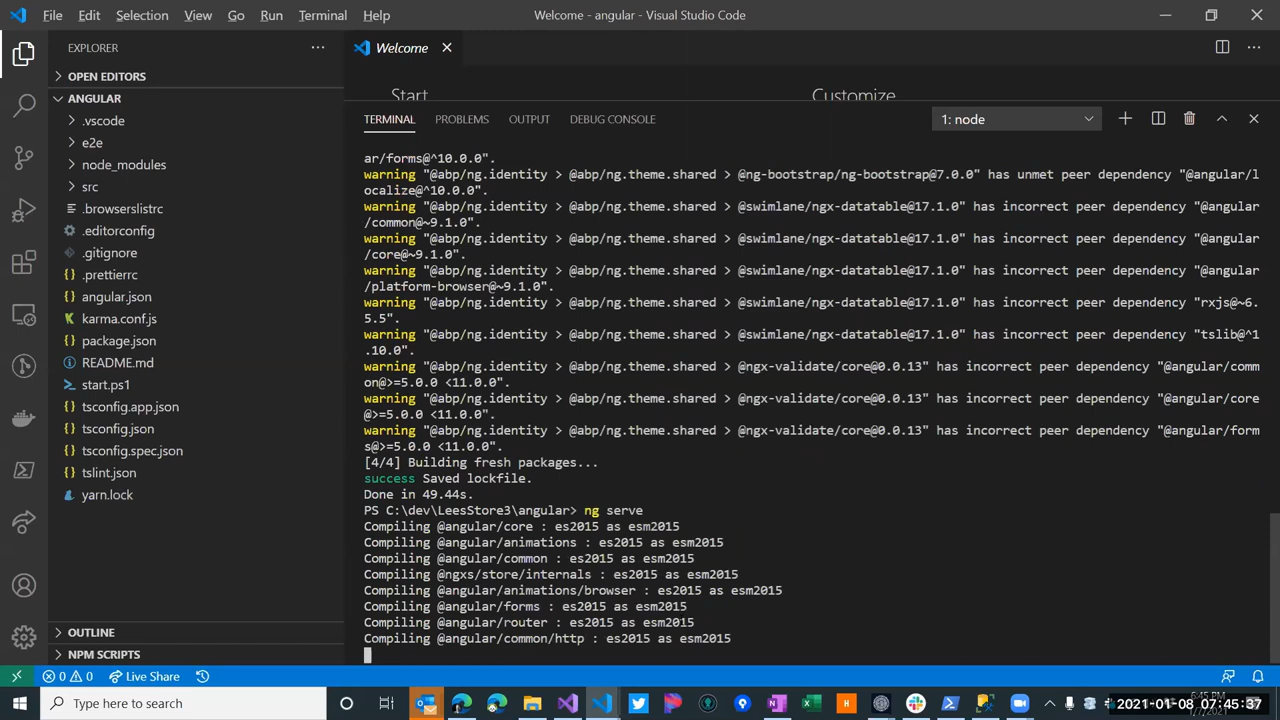 File Edit Selection View Go Run Terminal Help
Welcome - angular - Visual Studio Code
EXPLORER
OPEN EDITORS
ANGULAR
.vscode
e2e
node_modules
src
.browserslistrc
.editorconfig
.gitignore
.prettierrc
angular.json
karma.conf.js
package.json
README.md
start.ps1
tsconfig.app.json
tsconfig.json
tsconfig.spec.json
tslint.json
yarn.lock
OUTLINE
NPM SCRIPTS
Welcome
Start
Customize
TERMINAL PROBLEMS OUTPUT DEBUG CONSOLE
1: node
ar/forms@^10.0.0".
warning "@abp/ng.identity > @abp/ng.theme.shared > @ng-bootstrap/ng-bootstrap@7.0.0" has unmet peer dependency "@angular/l
ocalize@^10.0.0".
warning "@abp/ng.identity > @abp/ng.theme.shared > @swimlane/ngx-datatable@17.1.0" has incorrect peer dependency "@angular
/common@~9.1.0".
warning "@abp/ng.identity > @abp/ng.theme.shared > @swimlane/ngx-datatable@17.1.0" has incorrect peer dependency "@angular
/core@~9.1.0".
warning "@abp/ng.identity > @abp/ng.theme.shared > @swimlane/ngx-datatable@17.1.0" has incorrect peer dependency "@angular
/platform-browser@~9.1.0".
warning "@abp/ng.identity > @abp/ng.theme.shared > @swimlane/ngx-datatable@17.1.0" has incorrect peer dependency "rxjs@~6.
5.5".
warning "@abp/ng.identity > @abp/ng.theme.shared > @swimlane/ngx-datatable@17.1.0" has incorrect peer dependency "tslib@^1
.10.0".
warning "@abp/ng.identity > @abp/ng.theme.shared > @ngx-validate/core@0.0.13" has incorrect peer dependency "@angular/comm
on@>=5.0.0 <11.0.0".
warning "@abp/ng.identity > @abp/ng.theme.shared > @ngx-validate/core@0.0.13" has incorrect peer dependency "@angular/core
@>=5.0.0 <11.0.0".
warning "@abp/ng.identity > @abp/ng.theme.shared > @ngx-validate/core@0.0.13" has incorrect peer dependency "@angular/form
s@>=5.0.0 <11.0.0".
[4/4] Building fresh packages...
success Saved lockfile.
Done in 49.44s.
PS C:\dev\LeesStore3\angular> ng serve
Compiling @angular/core : es2015 as esm2015
Compiling @angular/animations : es2015 as esm2015
Compiling @angular/common : es2015 as esm2015
Compiling @ngxs/store/internals : es2015 as esm2015
Compiling @angular/animations/browser : es2015 as esm2015
Compiling @angular/forms : es2015 as esm2015
Compiling @angular/router : es2015 as esm2015
Compiling @angular/common/http : es2015 as esm2015
0 0 Live Share
Type here to search
6:45 PM
2021-01-08 07:45:37
1/7/2021